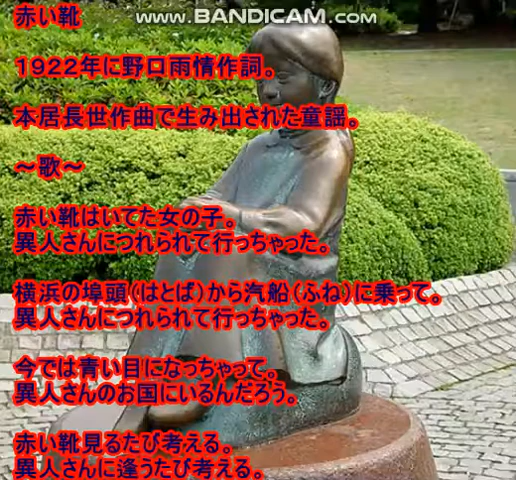 www.BANDICAM.com
赤い靴
1922年に野口雨情作詞。
本居長世作曲で生み出された童謡。
～歌～
赤い靴はいてた女の子。
異人さんにつれられて行っちゃった。
横浜の埠頭（はとば）から汽船（ふね）に乗って。
異人さんにつれられて行っちゃった。
今では青い目になっちゃって。
異人さんのお国にいるんだろう。
赤い靴見るたび考える。
異人さんに逢うたび考える。